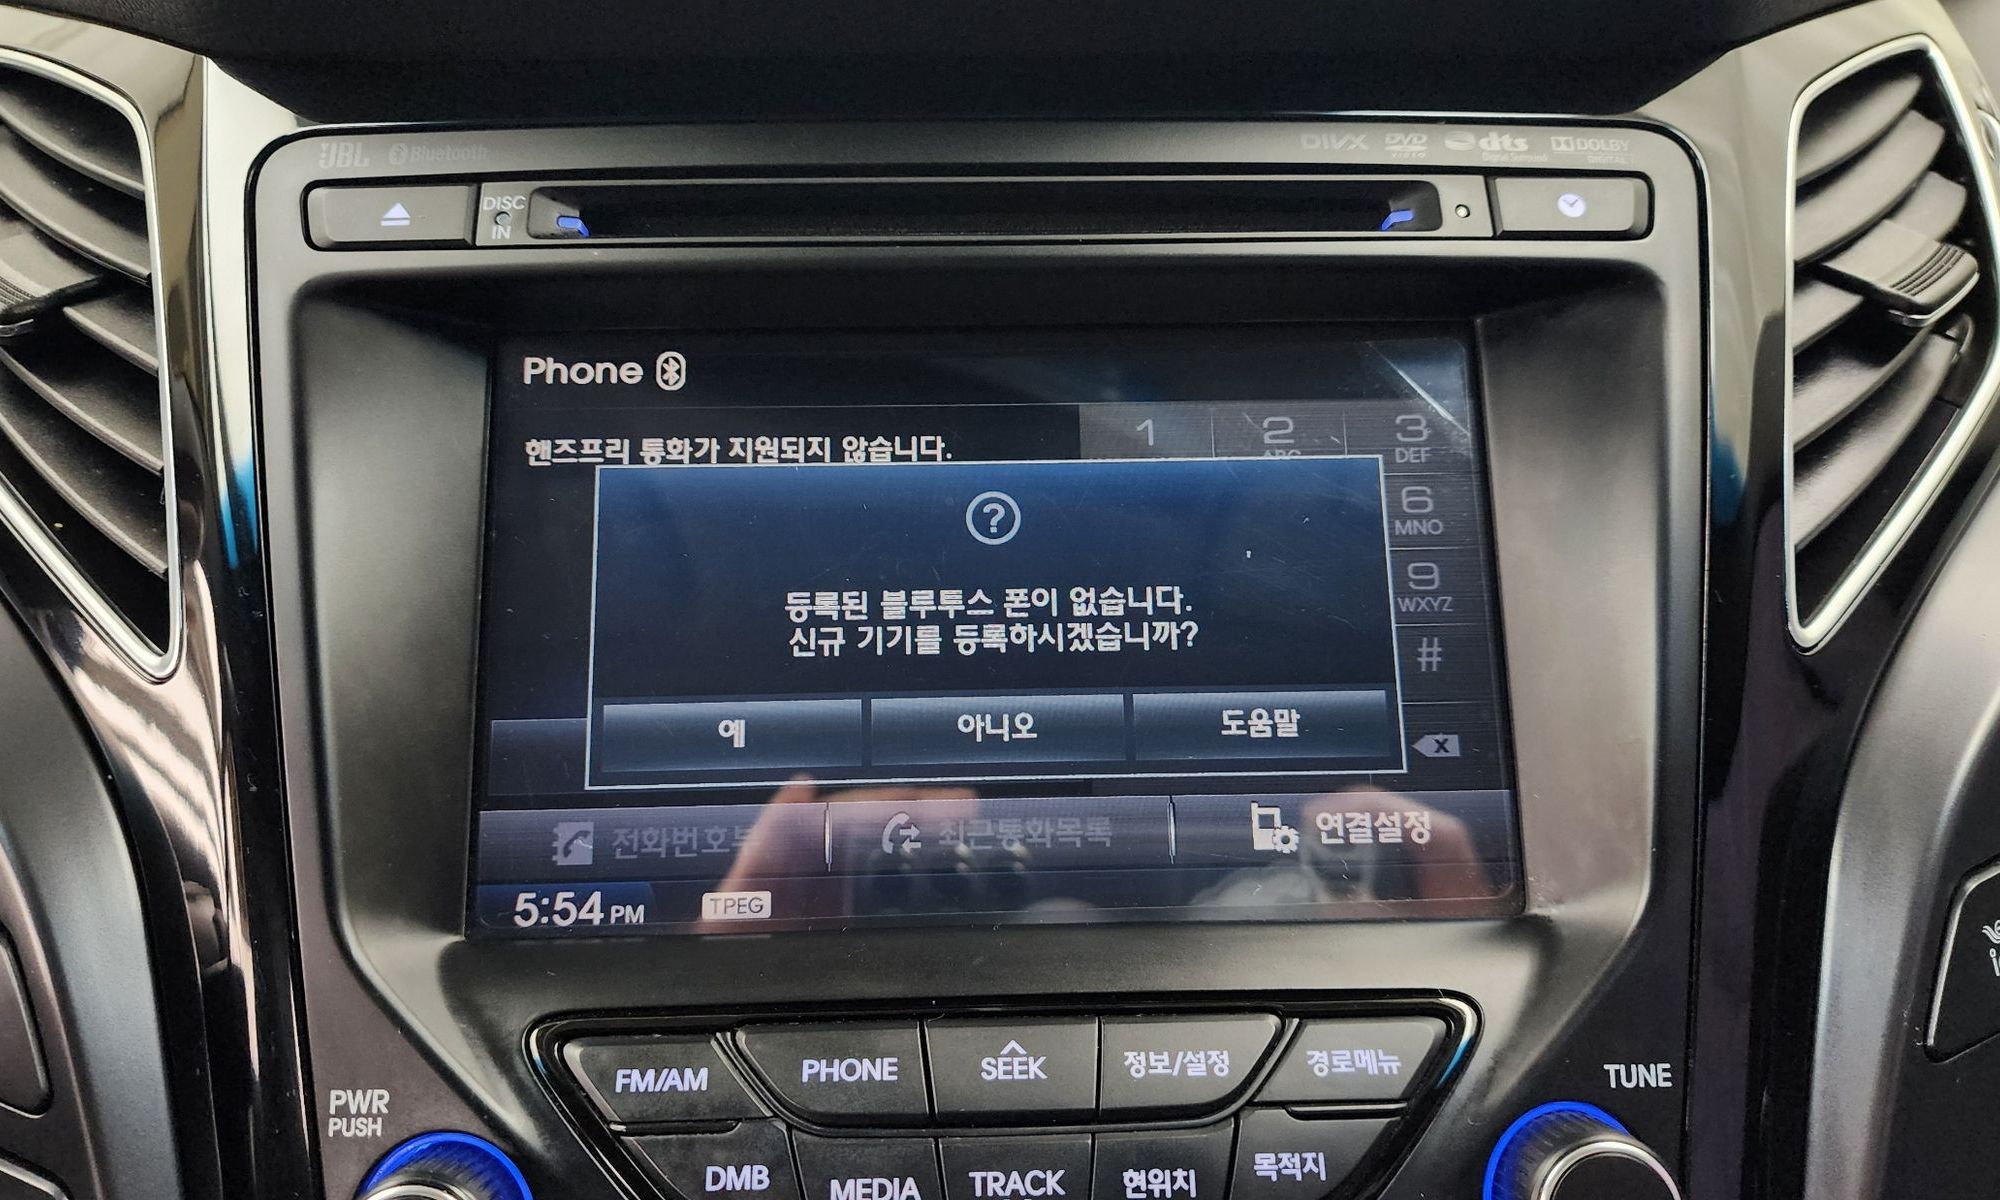 JBL Bluetooth
DIVX DVD VIDEO dts Digital Surround DOLBY DIGITAL
DISC
IN
Phone
핸즈프리 통화가 지원되지 않습니다.
1
2
ABC
3
DEF
6
MNO
9
WXYZ
#
X
?
등록된 블루투스 폰이 없습니다.
신규 기기를 등록하시겠습니까?
예
아니오
도움말
전화번호부
최근통화목록
연결설정
5:54 PM
TPEG
FM/AM
PHONE
SEEK
정보/설정
경로메뉴
PWR
PUSH
TUNE
DMB
MEDIA
TRACK
현위치
목적지